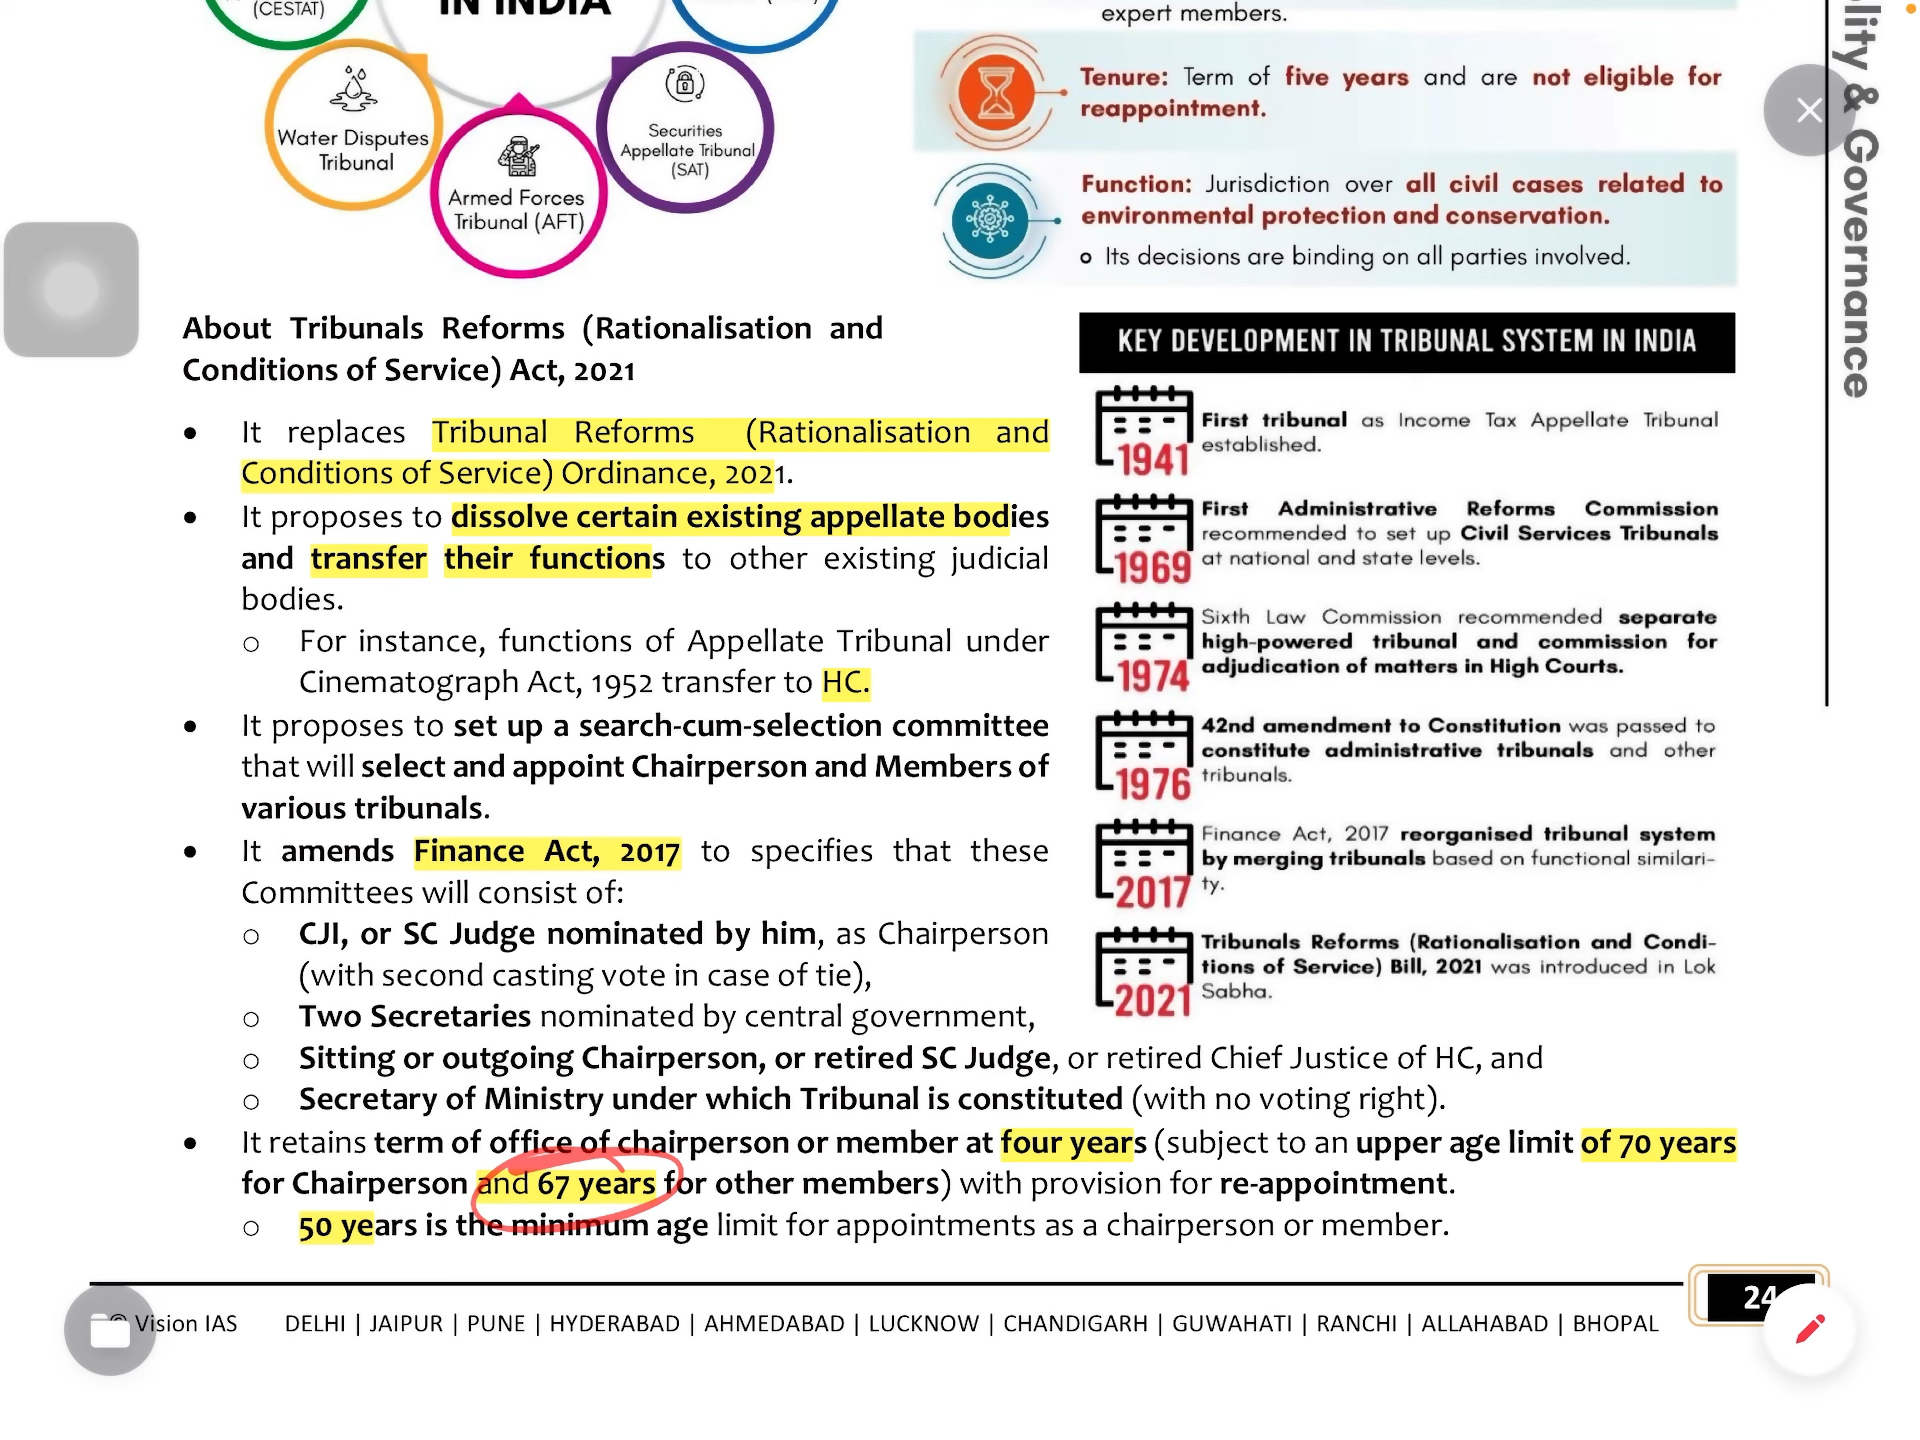 (CESTAT)
IN INDIA
Water Disputes
Tribunal
Armed Forces
Tribunal (AFT)
Securities
Appellate Tribunal
(SAT)
expert members.
Tenure: Term of five years and are not eligible for
reappointment.
Function: Jurisdiction over all civil cases related to
environmental protection and conservation.
o Its decisions are binding on all parties involved.
lity & Governance
About Tribunals Reforms (Rationalisation and
Conditions of Service) Act, 2021
• It replaces Tribunal Reforms (Rationalisation and
Conditions of Service) Ordinance, 2021.
• It proposes to dissolve certain existing appellate bodies
and transfer their functions to other existing judicial
bodies.
o For instance, functions of Appellate Tribunal under
Cinematograph Act, 1952 transfer to HC.
• It proposes to set up a search-cum-selection committee
that will select and appoint Chairperson and Members of
various tribunals.
• It amends Finance Act, 2017 to specifies that these
Committees will consist of:
o CJI, or SC Judge nominated by him, as Chairperson
(with second casting vote in case of tie),
o Two Secretaries nominated by central government,
o Sitting or outgoing Chairperson, or retired SC Judge, or retired Chief Justice of HC, and
o Secretary of Ministry under which Tribunal is constituted (with no voting right).
• It retains term of office of chairperson or member at four years (subject to an upper age limit of 70 years
for Chairperson and 67 years for other members) with provision for re-appointment.
o 50 years is the minimum age limit for appointments as a chairperson or member.
KEY DEVELOPMENT IN TRIBUNAL SYSTEM IN INDIA
1941
First tribunal as Income Tax Appellate Tribunal
established.
1969
First Administrative Reforms Commission
recommended to set up Civil Services Tribunals
at national and state levels.
1974
Sixth Law Commission recommended separate
high-powered tribunal and commission for
adjudication of matters in High Courts.
1976
42nd amendment to Constitution was passed to
constitute administrative tribunals and other
tribunals.
2017
Finance Act, 2017 reorganised tribunal system
by merging tribunals based on functional similari-
ty.
2021
Tribunals Reforms (Rationalisation and Condi-
tions of Service) Bill, 2021 was introduced in Lok
Sabha.
24
© Vision IAS
DELHI | JAIPUR | PUNE | HYDERABAD | AHMEDABAD | LUCKNOW | CHANDIGARH | GUWAHATI | RANCHI | ALLAHABAD | BHOPAL